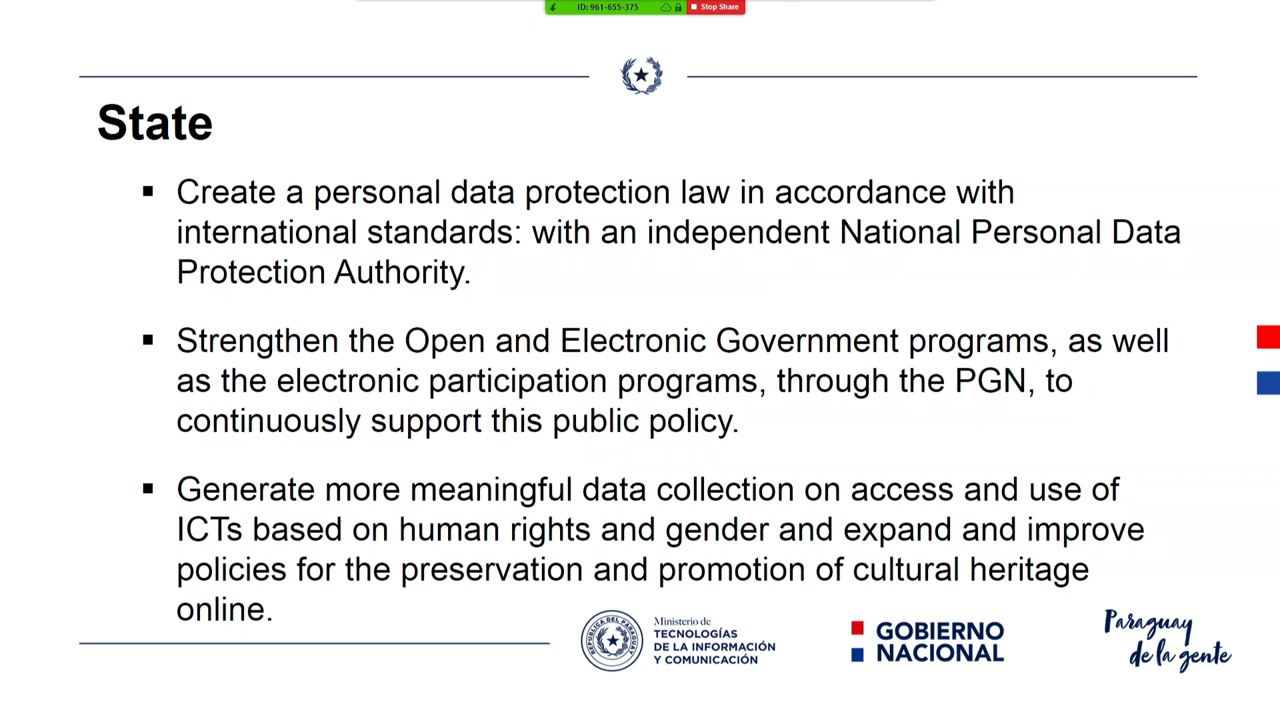 ID: 961-655-375
Stop Share
State
▪ Create a personal data protection law in accordance with
international standards: with an independent National Personal Data
Protection Authority.
▪ Strengthen the Open and Electronic Government programs, as well
as the electronic participation programs, through the PGN, to
continuously support this public policy.
▪ Generate more meaningful data collection on access and use of
ICTs based on human rights and gender and expand and improve
policies for the preservation and promotion of cultural heritage
online.
REPUBLICA DEL PARAGUAY
Ministerio de
TECNOLOGÍAS
DE LA INFORMACIÓN
Y COMUNICACIÓN
GOBIERNO
NACIONAL
Paraguay
de la gente